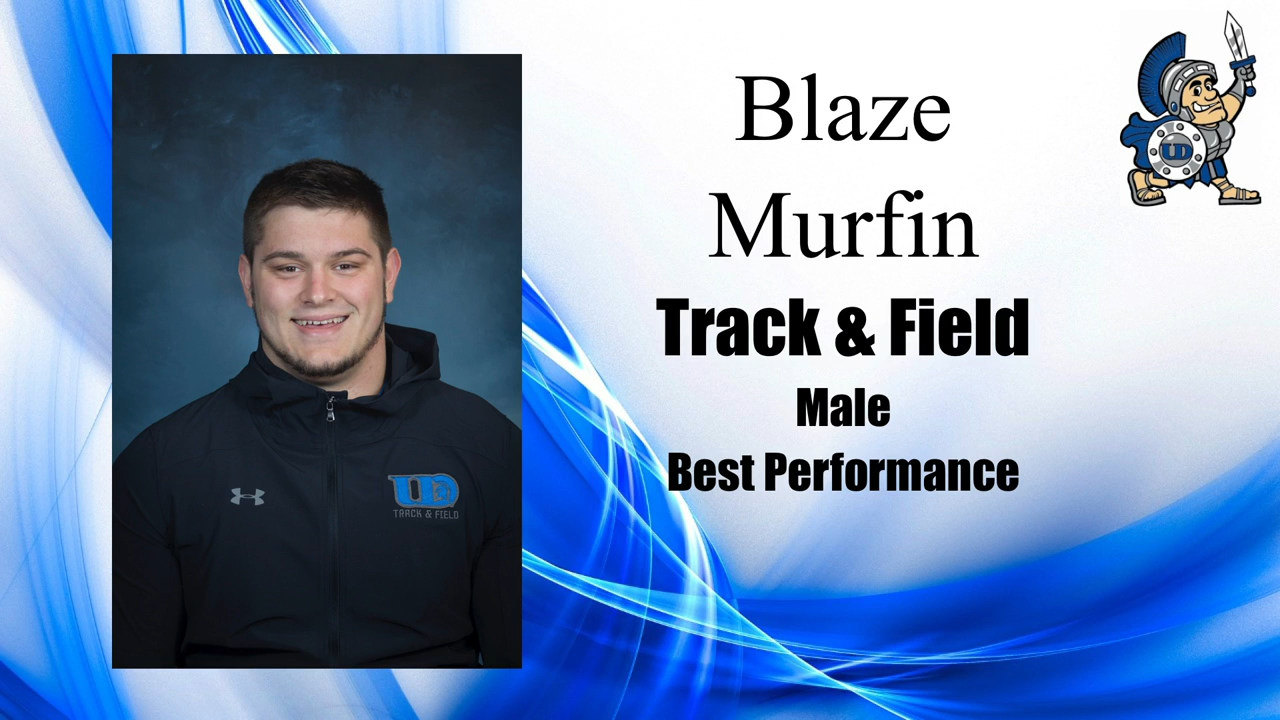 Blaze
Murfin
Track & Field
Male
Best Performance
UD
UD
TRACK & FIELD